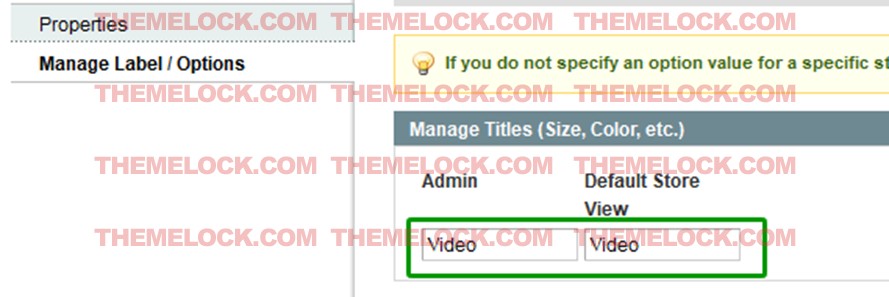 Properties
Manage Label / Options
If you do not specify an option value for a specific st
Manage Titles (Size, Color, etc.)
Admin
Default Store
View
Video
Video
THEMELOCK.COM THEMELOCK.COM THEMELOCK.COM
THEMELOCK.COM THEMELOCK.COM THEMELOCK.COM
THEMELOCK.COM THEMELOCK.COM THEMELOCK.COM
THEMELOCK.COM THEMELOCK.COM THEMELOCK.COM